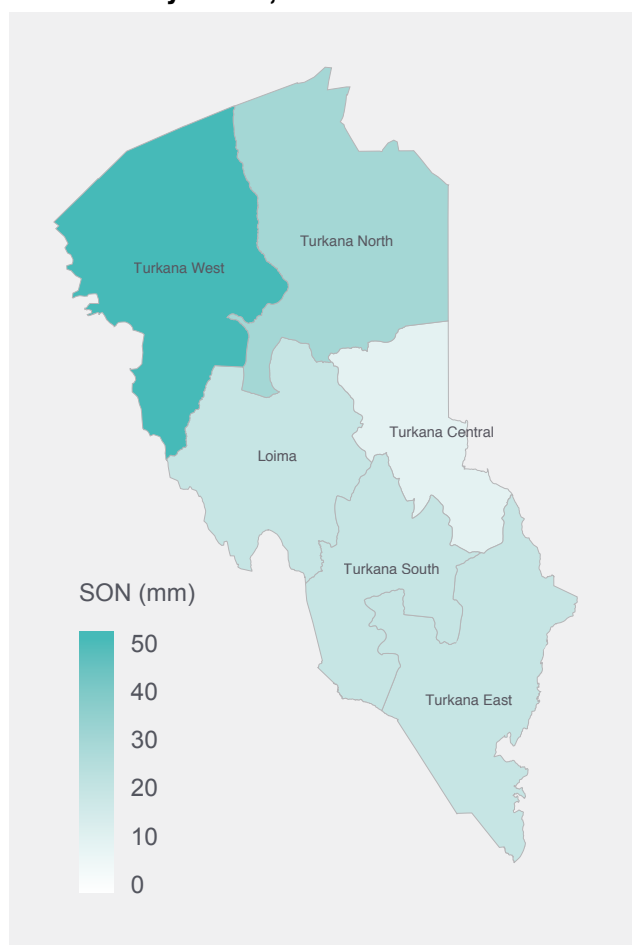 Turkana North
Turkana West
Turkana Central
Loima
Turkana South
SON (mm)
50
40
30
20
10
0
Turkana East